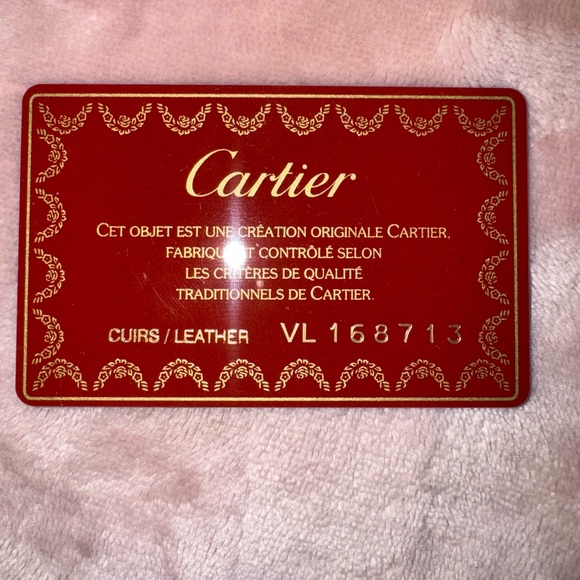 Cartier
CET OBJET EST UNE CRÉATION ORIGINALE CARTIER,
FABRIQUÉ ET CONTRÔLÉ SELON
LES CRITÈRES DE QUALITÉ
TRADITIONNELS DE CARTIER.
CUIRS / LEATHER VL 168713